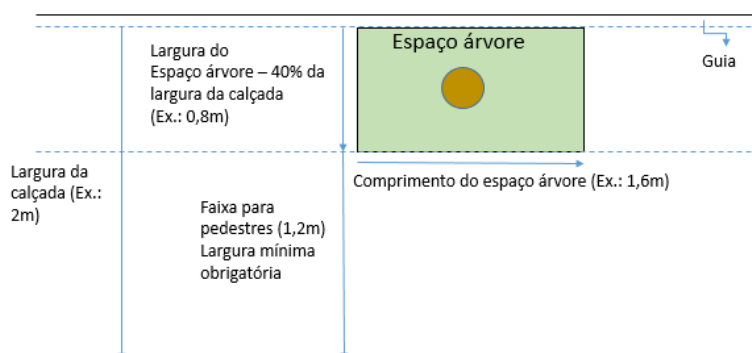 Largura do
Espaço árvore – 40% da
largura da calçada
(Ex.: 0,8m)
Espaço árvore
Guia
Largura da
calçada (Ex.:
2m)
Comprimento do espaço árvore (Ex.: 1,6m)
Faixa para
pedestres (1,2m)
Largura mínima
obrigatória